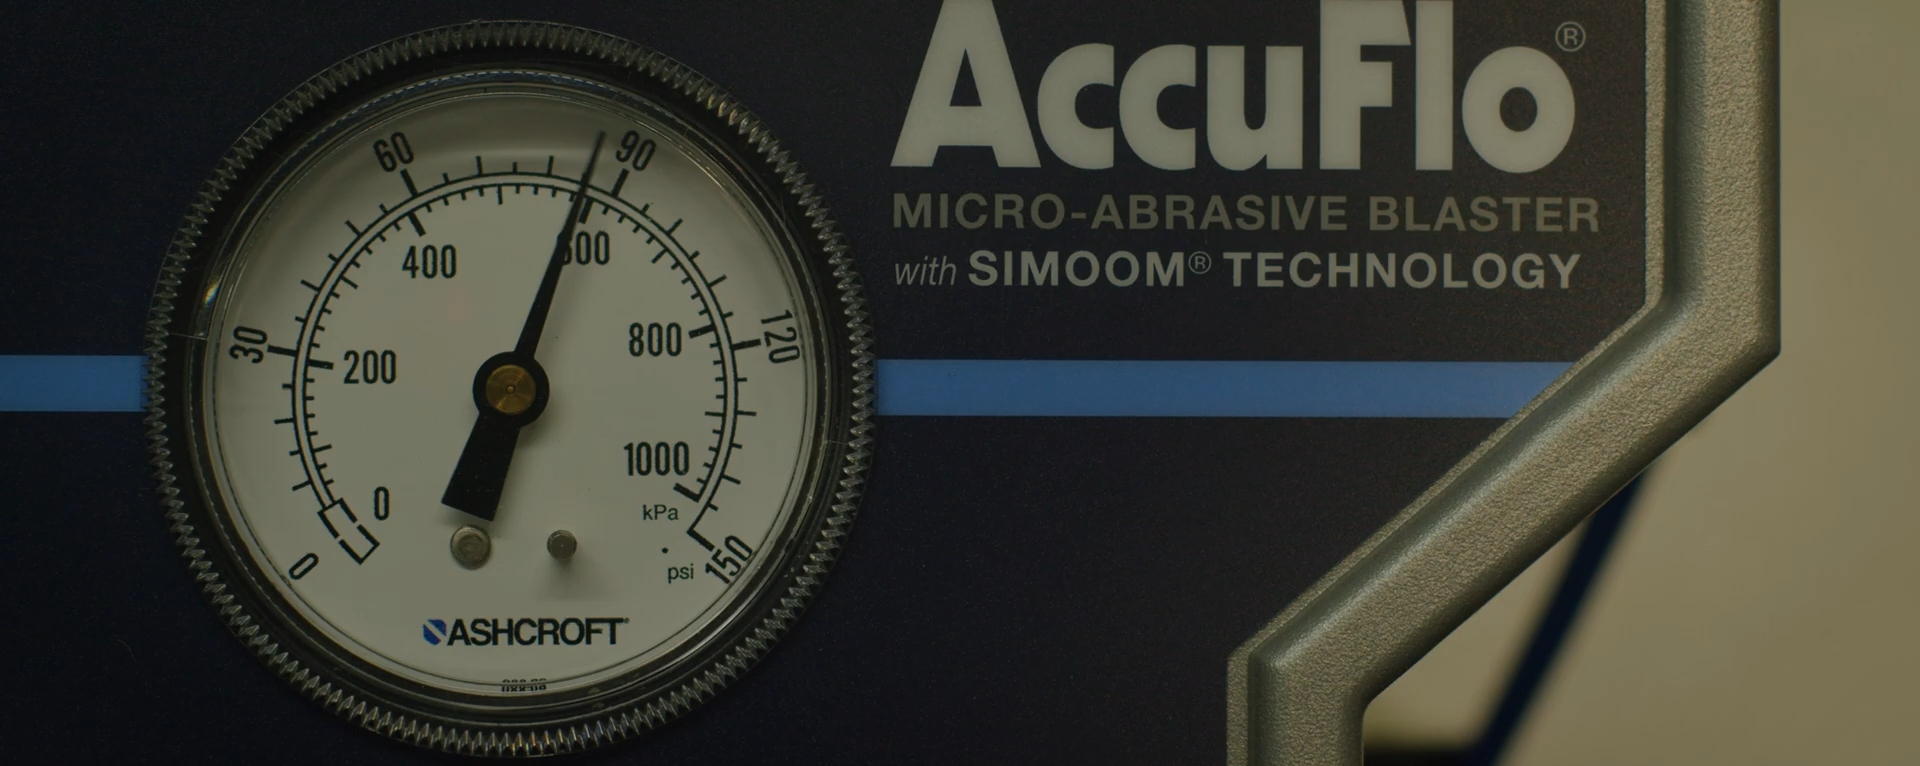 AccuFlo®
MICRO-ABRASIVE BLASTER
with SIMOOM® TECHNOLOGY
60
90
400
600
30
120
200
800
1000
0
kPa
0
150
psi
ASHCROFT